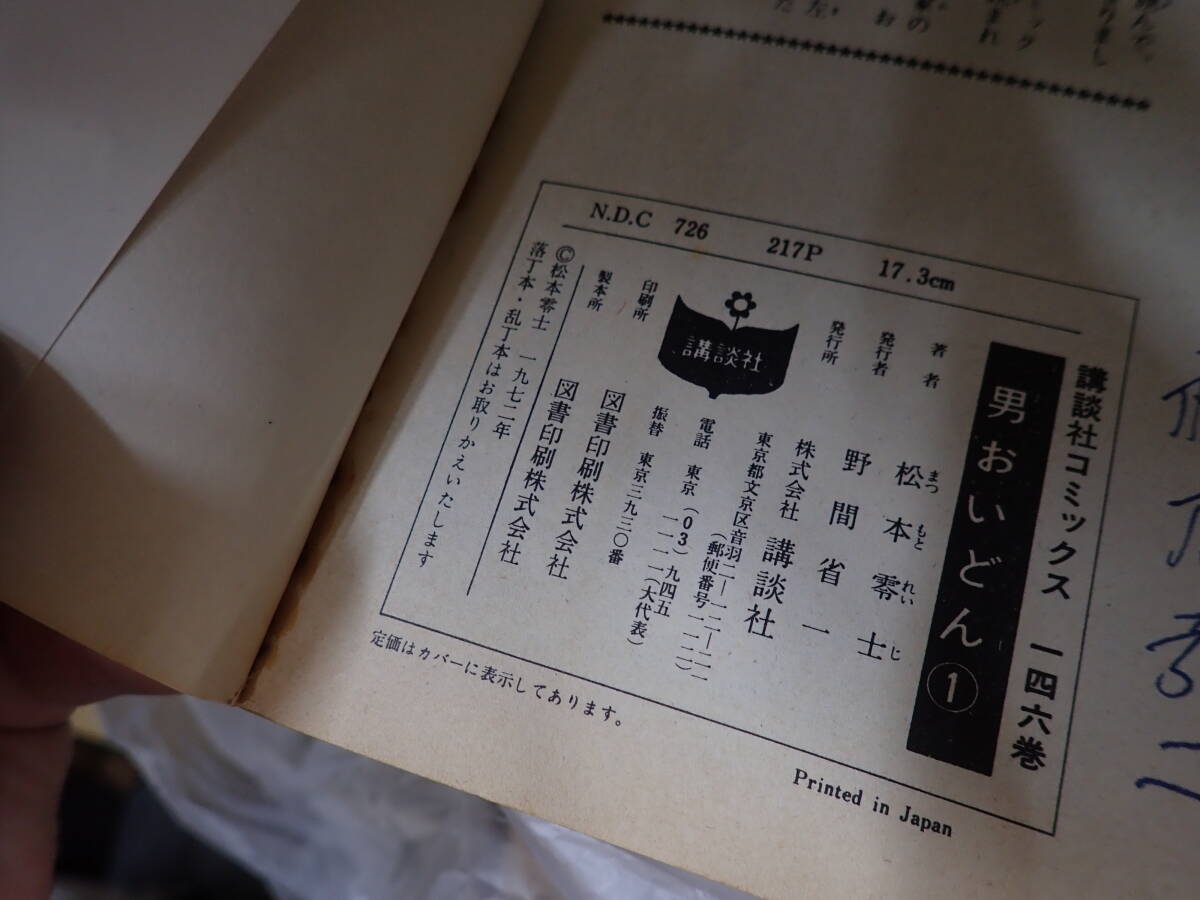 N.D.C 726 217P 17.3cm
講談社コミックス 一四六巻
男おいどん ①
著者 松本零士
まつもとれいじ
発行者 野間省一
発行所 株式会社 講談社
東京都文京区音羽二―一二―二一
(郵便番号一一二)
電話 東京(03)九四五
一一一一(大代表)
振替 東京三九三〇番
講談社
印刷所 図書印刷株式会社
製本所 図書印刷株式会社
©松本零士 一九七二年
落丁本・乱丁本はお取りかえいたします
定価はカバーに表示してあります。
Printed in Japan